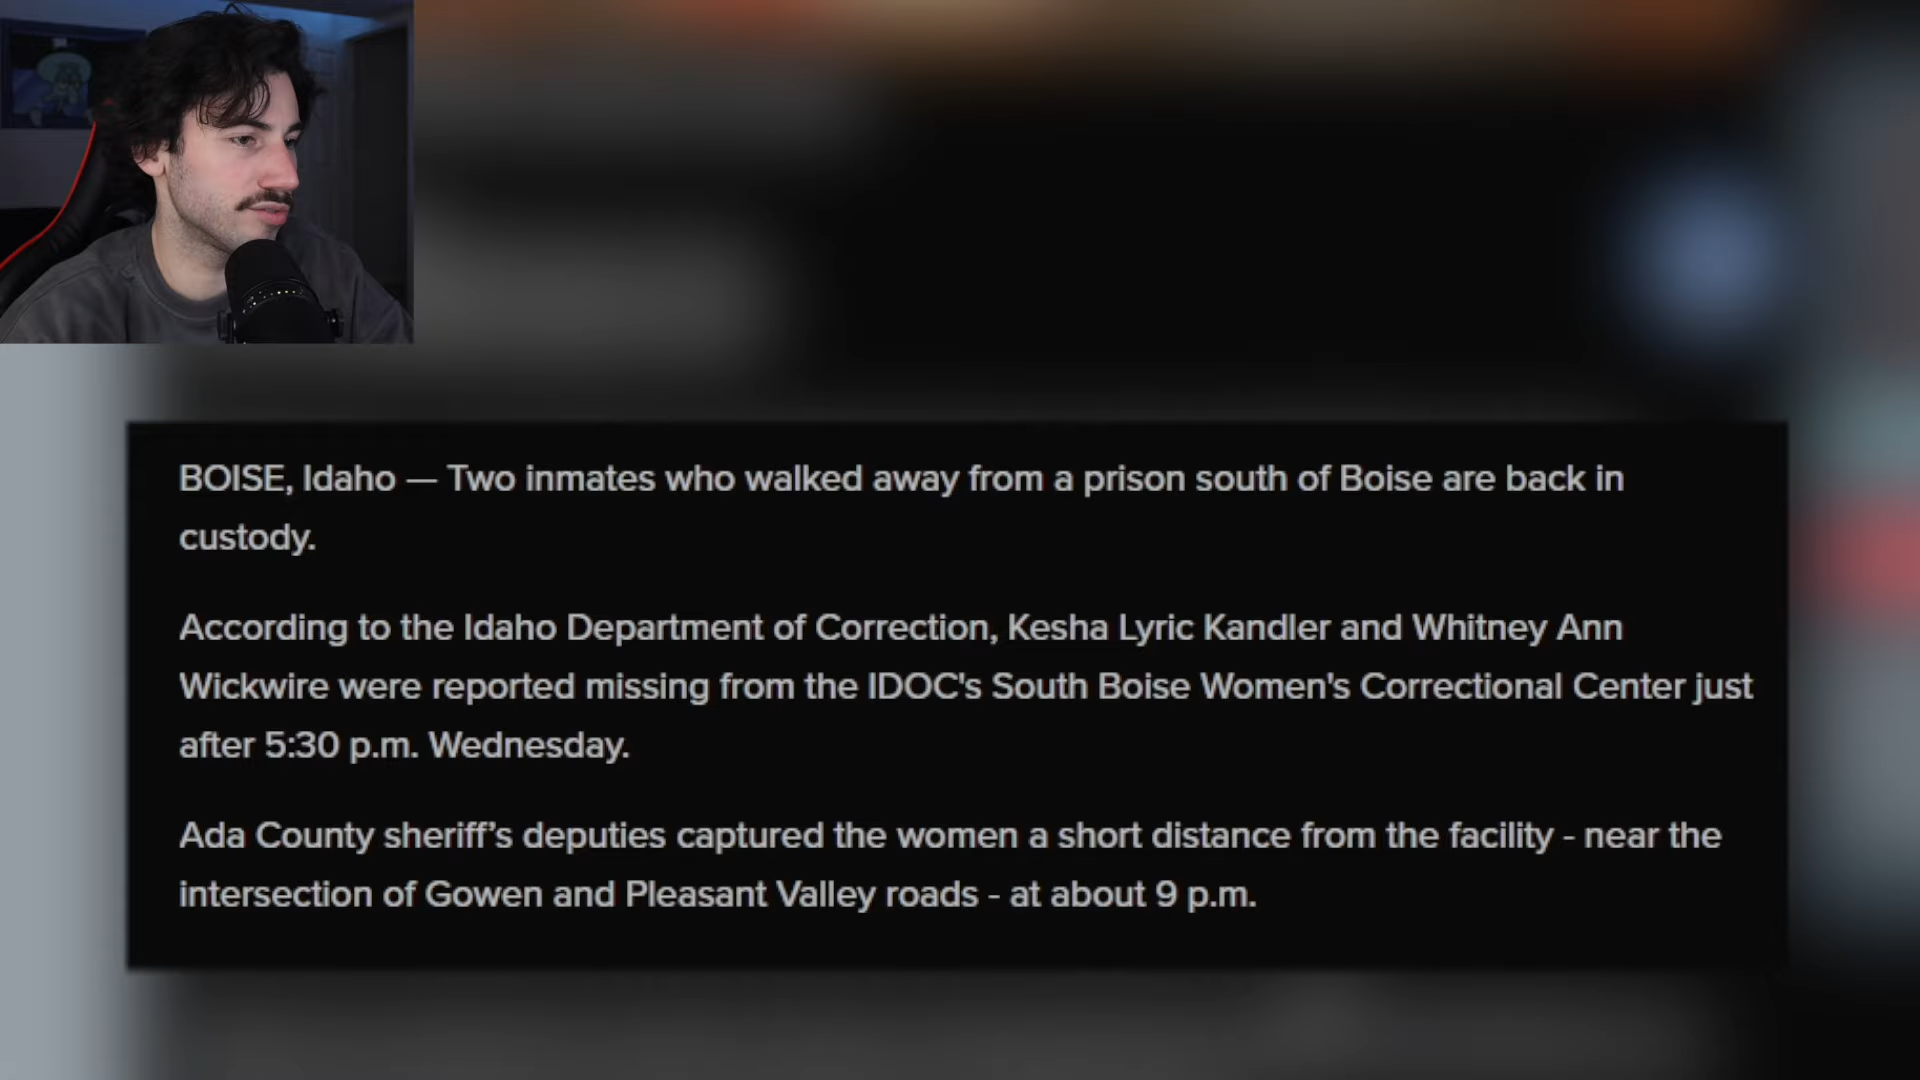 BOISE, Idaho — Two inmates who walked away from a prison south of Boise are back in
custody.
According to the Idaho Department of Correction, Kesha Lyric Kandler and Whitney Ann
Wickwire were reported missing from the IDOC's South Boise Women's Correctional Center just
after 5:30 p.m. Wednesday.
Ada County sheriff’s deputies captured the women a short distance from the facility - near the
intersection of Gowen and Pleasant Valley roads - at about 9 p.m.